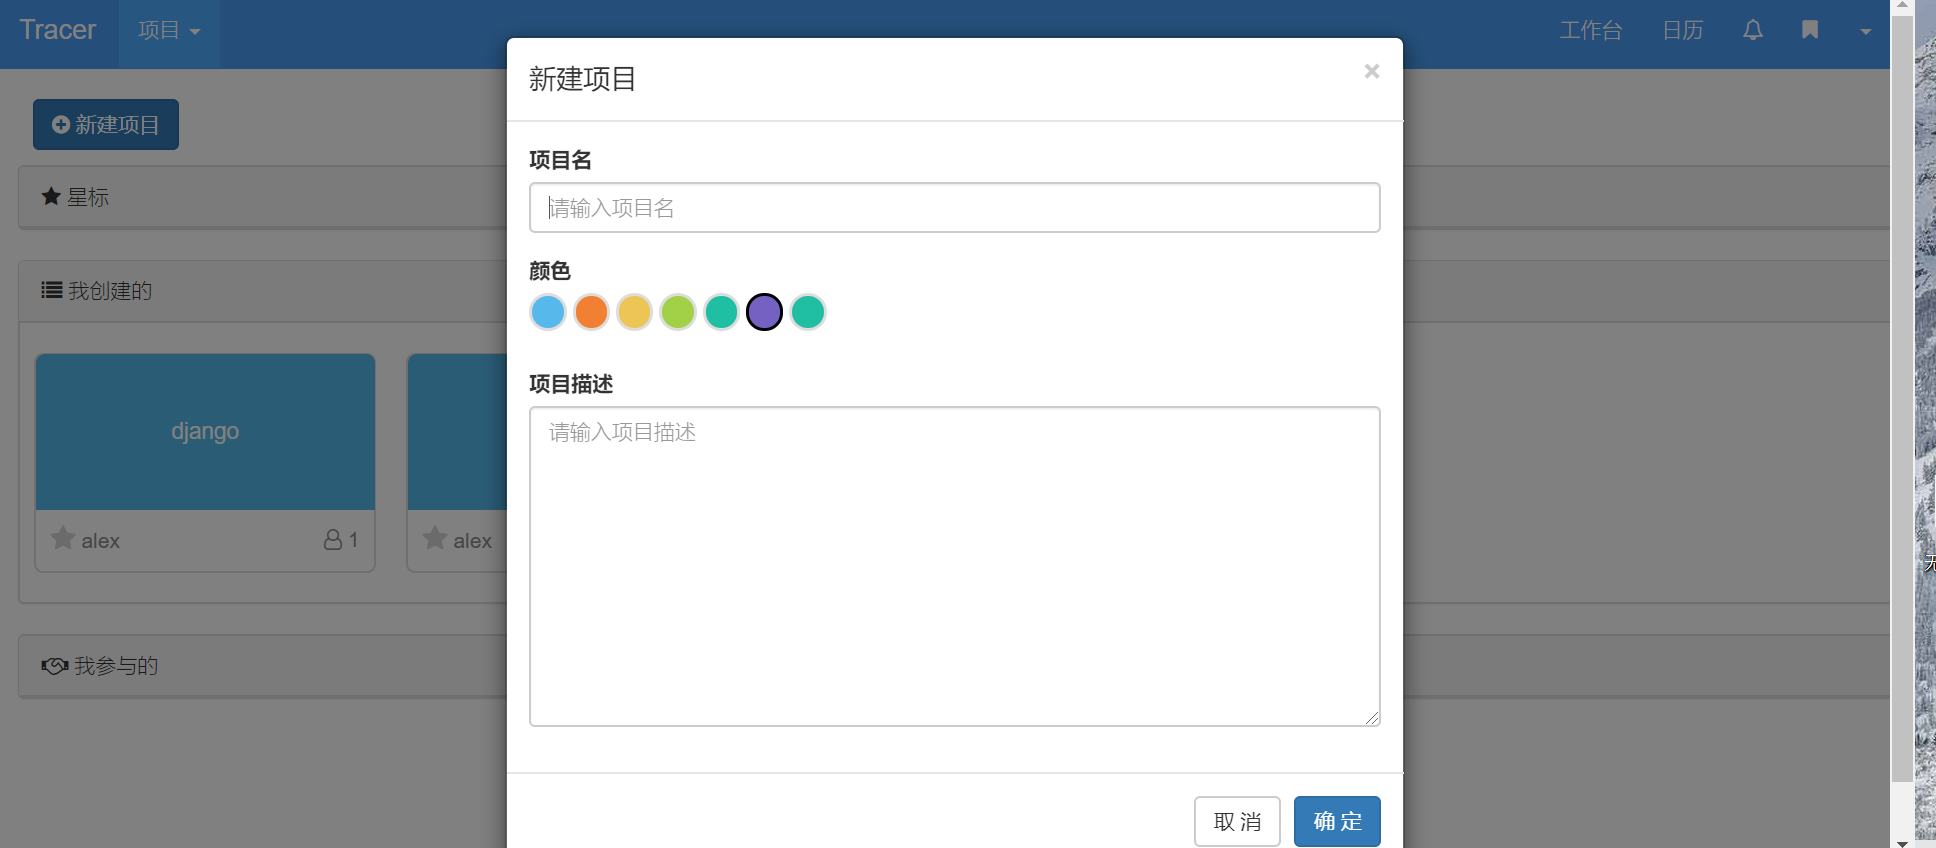 Tracer 项目 工作台 日历
新建项目
星标
我创建的
django
alex 1
alex
我参与的
新建项目 ×
项目名
请输入项目名
颜色
项目描述
请输入项目描述
取 消 确 定